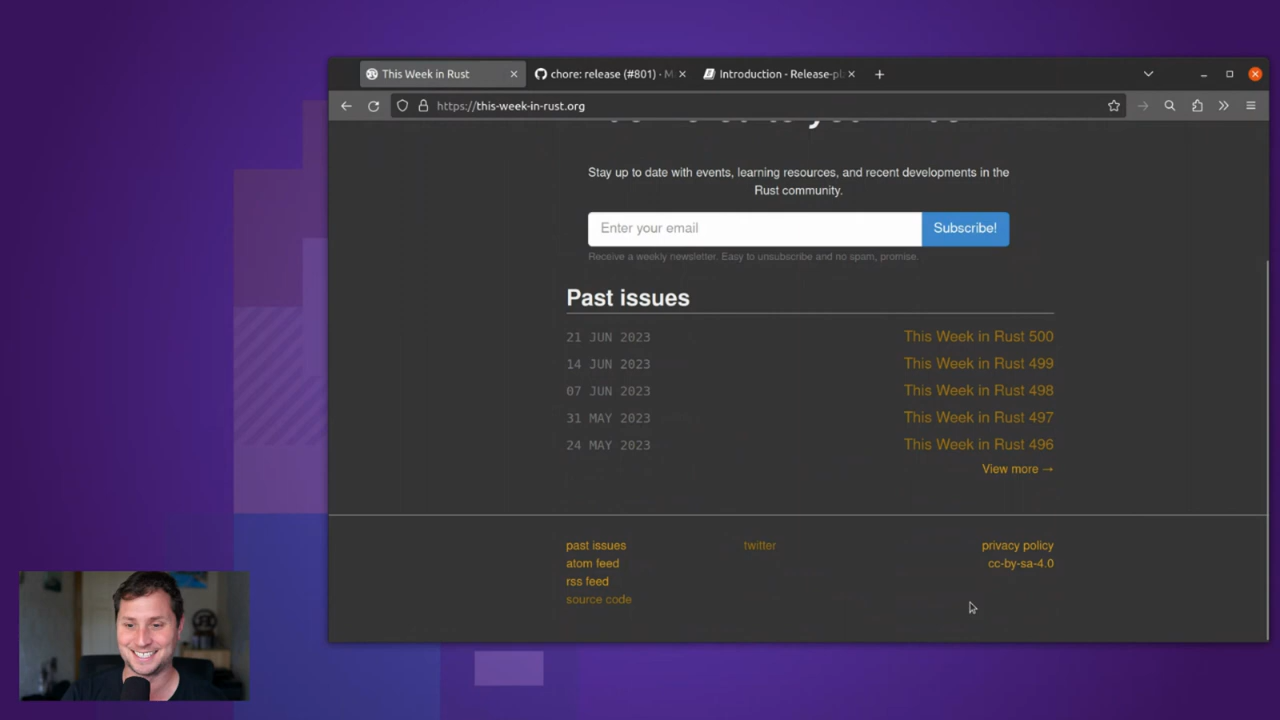 This Week in Rust
chore: release (#801) · M
Introduction - Release-pl
https://this-week-in-rust.org
Stay up to date with events, learning resources, and recent developments in the
Rust community.
Enter your email
Subscribe!
Receive a weekly newsletter. Easy to unsubscribe and no spam, promise.
Past issues
21 JUN 2023 This Week in Rust 500
14 JUN 2023 This Week in Rust 499
07 JUN 2023 This Week in Rust 498
31 MAY 2023 This Week in Rust 497
24 MAY 2023 This Week in Rust 496
View more →
past issues twitter privacy policy
atom feed cc-by-sa-4.0
rss feed
source code